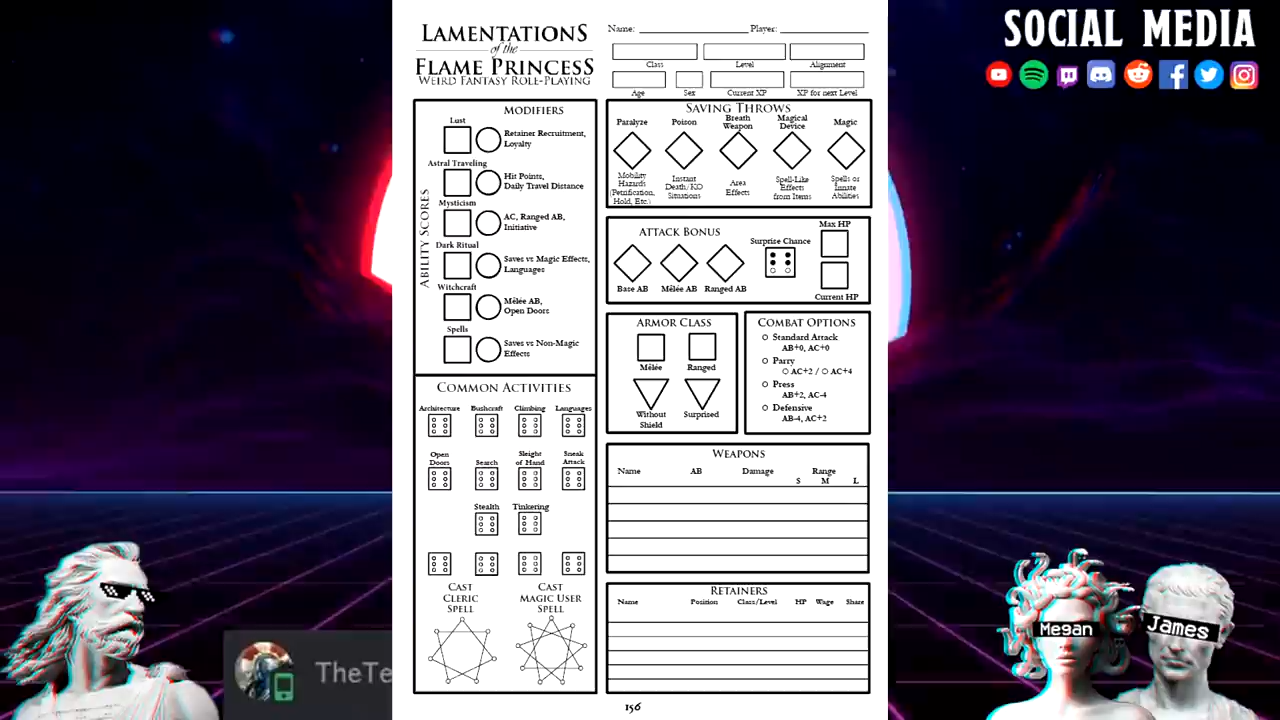 SOCIAL MEDIA
LAMENTATIONS
of the
FLAME PRINCESS
WEIRD FANTASY ROLE-PLAYING
Name: Player:
Class Level Alignment
Age Sex Current XP XP for next Level
ABILITY SCORES
MODIFIERS
Lust
Retainer Recruitment,
Loyalty
Astral Traveling
Hit Points,
Daily Travel Distance
Mysticism
AC, Ranged AB,
Initiative
Dark Ritual
Saves vs Magic Effects,
Languages
Witchcraft
Mêlée AB,
Open Doors
Spells
Saves vs Non-Magic
Effects
COMMON ACTIVITIES
Architecture Bushcraft Climbing Languages
Open
Doors
Search
Sleight
of Hand
Sneak
Attack
Stealth Tinkering
CAST
CLERIC
SPELL
CAST
MAGIC USER
SPELL
SAVING THROWS
Paralyze
Poison
Breath
Weapon
Magical
Device
Magic
Mobility
Hazards
(Petrification,
Hold, Etc.)
Instant
Death/KO
Situations
Area
Effects
Spell-Like
Effects
from Items
Spells or
Innate
Abilities
ATTACK BONUS
Base AB Mêlée AB Ranged AB
Surprise Chance
Max HP
Current HP
ARMOR CLASS
Mêlée Ranged
Without
Shield
Surprised
COMBAT OPTIONS
Standard Attack
AB+0, AC+0
Parry
AC+2 / AC+4
Press
AB+2, AC-4
Defensive
AB-4, AC+2
WEAPONS
Name AB Damage Range
S M L
RETAINERS
Name Position Class/Level HP Wage Share
156
TheTe
Megan
James